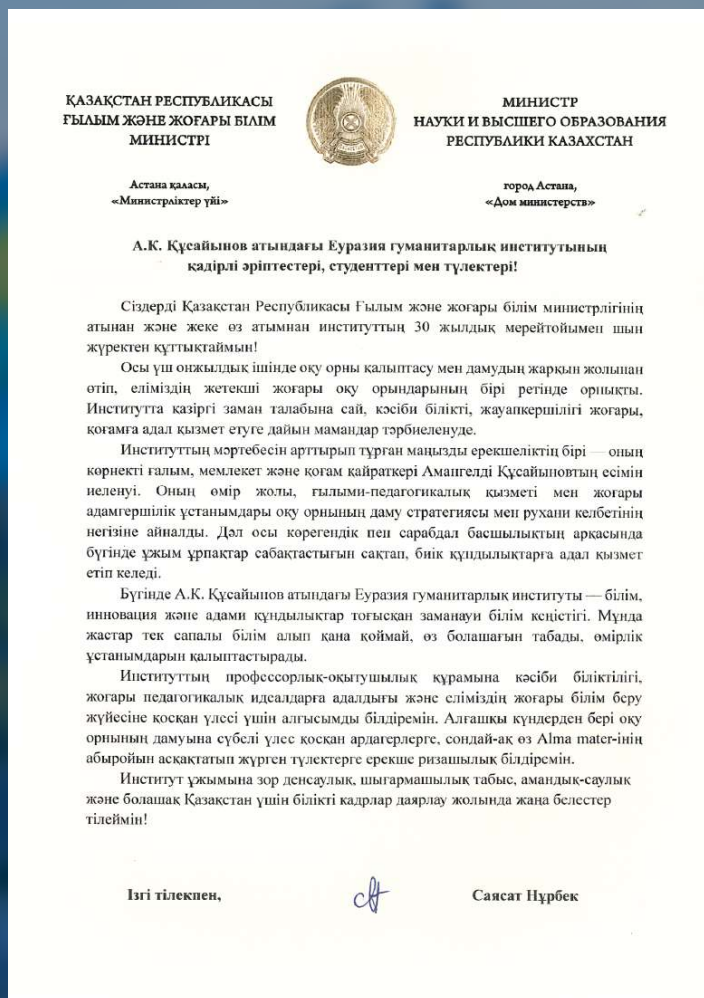 ҚАЗАҚСТАН РЕСПУБЛИКАСЫ
ҒЫЛЫМ ЖӘНЕ ЖОҒАРЫ БІЛІМ
МИНИСТРІ
МИНИСТР
НАУКИ И ВЫСШЕГО ОБРАЗОВАНИЯ
РЕСПУБЛИКИ КАЗАХСТАН
Астана қаласы,
«Министрліктер үйі»
город Астана,
«Дом министерств»
А.К. Құсайынов атындағы Еуразия гуманитарлық институтының
қадірлі әріптестері, студенттері мен түлектері!
Сіздерді Қазақстан Республикасы Ғылым және жоғары білім министрлігінің
атынан және жеке өз атымнан институттың 30 жылдық мерейтойымен шын
жүректен құттықтаймын!
Осы үш онжылдық ішінде оқу орны қалыптасу мен дамудың жарқын жолынан
өтіп, еліміздің жетекші жоғары оқу орындарының бірі ретінде орнықты.
Институтта қазіргі заман талабына сай, кәсіби білікті, жауапкершілігі жоғары,
қоғамға адал қызмет етуге дайын мамандар тәрбиеленуде.
Институттың мәртебесін арттырып тұрған маңызды ерекшеліктің бірі — оның
көрнекті ғалым, мемлекет және қоғам қайраткері Амангелді Құсайыновтың есімін
иеленуі. Оның өмір жолы, ғылыми-педагогикалық қызметі мен жоғары
адамгершілік ұстанымдары оқу орнының даму стратегиясы мен рухани келбетінің
негізіне айналды. Дәл осы көрегендік пен сарабдал басшылықтың арқасында
бүгінде ұжым ұрпақтар сабақтастығын сақтап, биік құндылықтарға адал қызмет
етіп келеді.
Бүгінде А.К. Құсайынов атындағы Еуразия гуманитарлық институты — білім,
инновация және адами құндылықтар тоғысқан заманауи білім кеңістігі. Мұнда
жастар тек сапалы білім алып қана қоймай, өз болашағын табады, өмірлік
ұстанымдарын қалыптастырады.
Институттың профессорлық-оқытушылық құрамына кәсіби біліктілігі,
жоғары педагогикалық идеалдарға адалдығы және еліміздің жоғары білім беру
жүйесіне қосқан үлесі үшін алғысымды білдіремін. Алғашқы күндерден бері оқу
орнының дамуына сүбелі үлес қосқан ардагерлерге, сондай-ақ өз Alma mater-інің
абыройын асқақтатып жүрген түлектерге ерекше ризашылық білдіремін.
Институт ұжымына зор денсаулық, шығармашылық табыс, амандық-саулық
және болашақ Қазақстан үшін білікті кадрлар даярлау жолында жаңа белестер
тілеймін!
Ізгі тілекпен,
Саясат Нұрбек